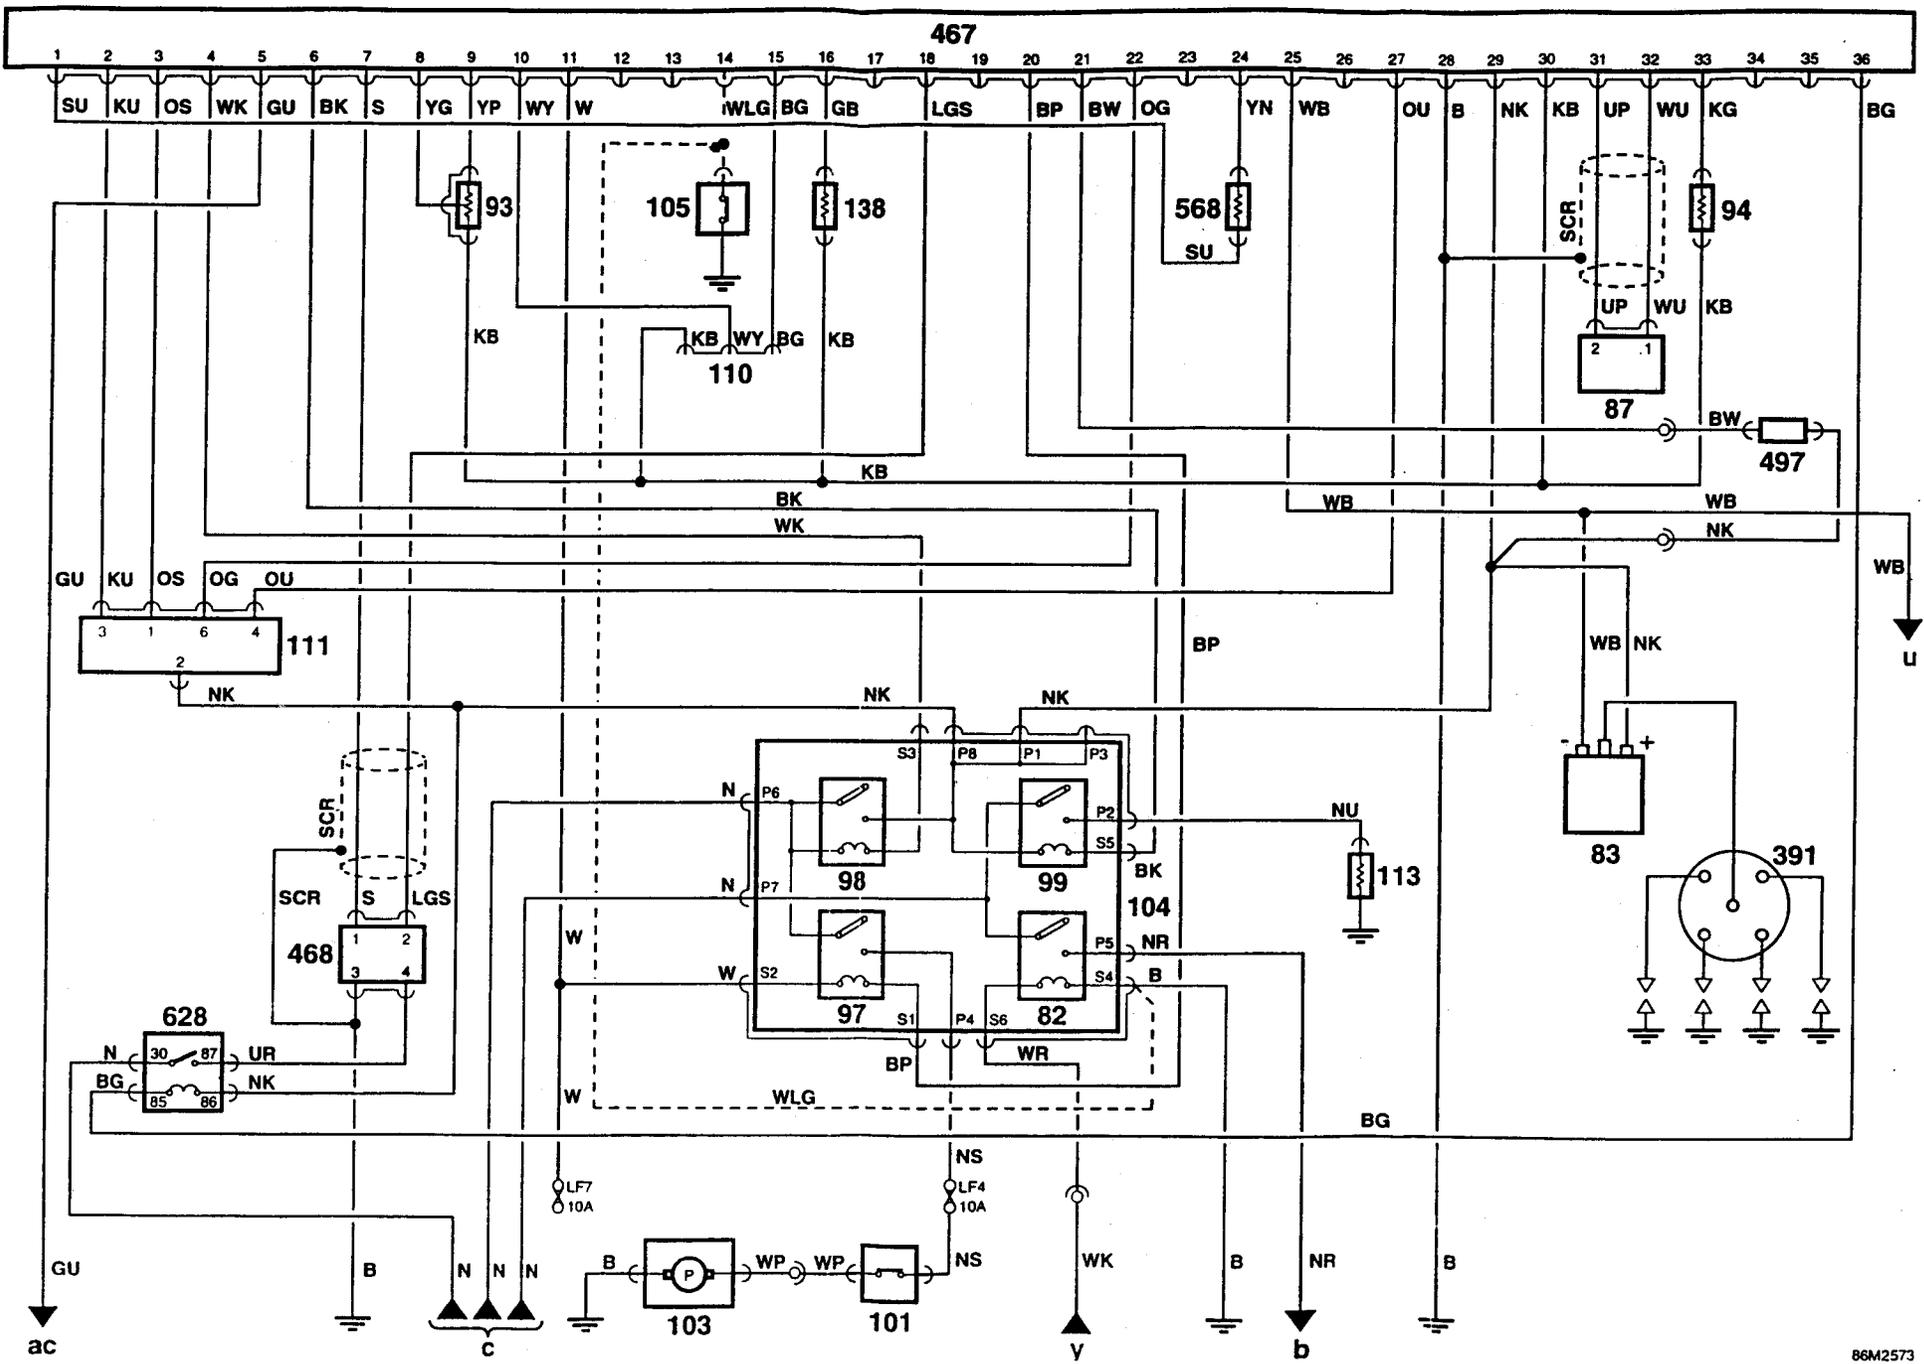 467
1 2 3 4 5 6 7 8 9 10 11 12 13 14 15 16 17 18 19 20 21 22 23 24 25 26 27 28 29 30 31 32 33 34 35 36
SU KU OS WK GU BK S YG YP WY W WLG BG GB LGS BP BW OG YN WB OU B NK KB UP WU KG BG
93 105 138 568 SCR 94
SU
UP WU KB
KB KB WY BG KB
2 1
110
87
BW
497
KB
BK WB WB
WK NK
GU KU OS OG OU WB
3 1 6 4
111
2
BP WB NK
u
NK NK NK
S3 P8 P1 P3
- +
SCR
N P6 P2 NU
S5
83 391
98 99 BK 113
N P7
SCR S LGS 104
1 2
468
W P5 NR
3 4
W S2 S4 B
628 97 S1 P4 S6 82
N 30 87 UR
BP WR
BG 85 86 NK
W WLG
BG
NS
LF7 LF4
10A 10A
GU B N N N B WP WP NS WK B NR B
P
103 101
ac c y b
86M2573